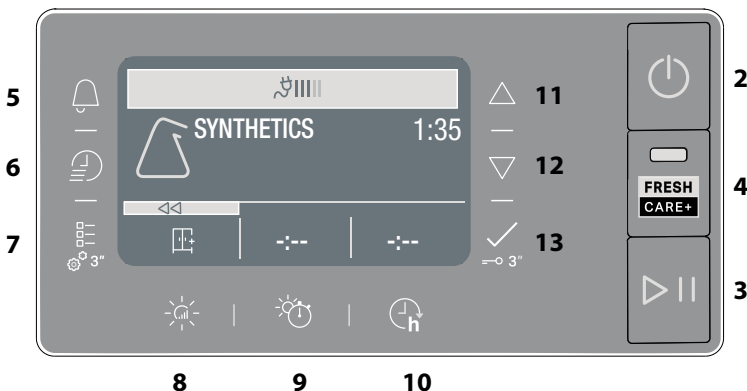 2
5
11
SYNTHETICS 1:35
6
12
4
FRESH
CARE+
7
3"
-:--
-:--
13
3"
3
h
8 9 10